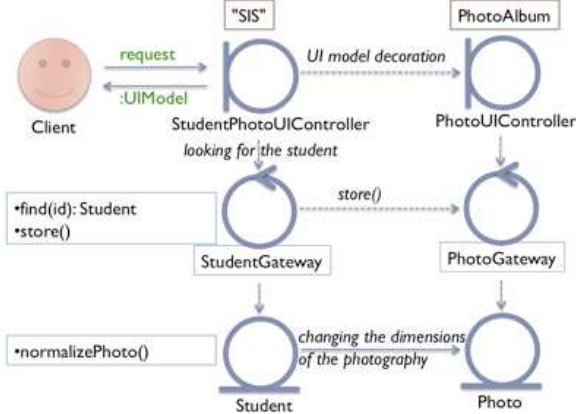 "SIS"
PhotoAlbum
request
UI model decoration
:UIModel
Client
StudentPhotoUIController
PhotoUIController
looking for the student
•find(id): Student
•store()
store()
StudentGateway
PhotoGateway
•normalizePhoto()
changing the dimensions
of the photography
Student
Photo